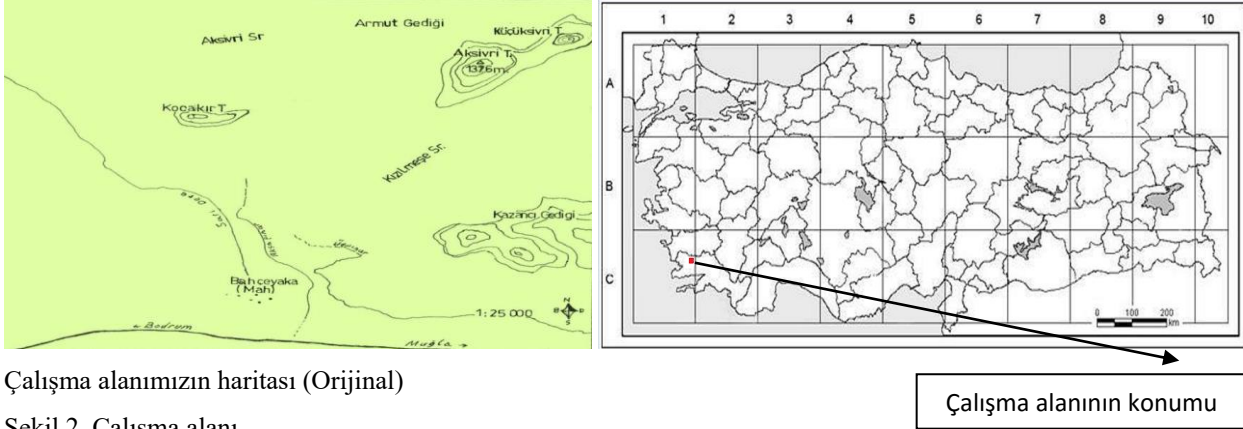 Armut Gediği
Aksivri Sr
Küçüksivri T.
Aksivri T.
1376m.
Kocakır T.
Kızılmeşe Sr.
Kazancı Gediği
Bahçeyaka
(Mah)
1:25 000
N
S
← Bodrum
Muğla →
1 2 3 4 5 6 7 8 9 10
A
B
C
0 100 200
km
Çalışma alanımızın haritası (Orijinal)
Çalışma alanının konumu
Şekil 2. Çalışma alanı